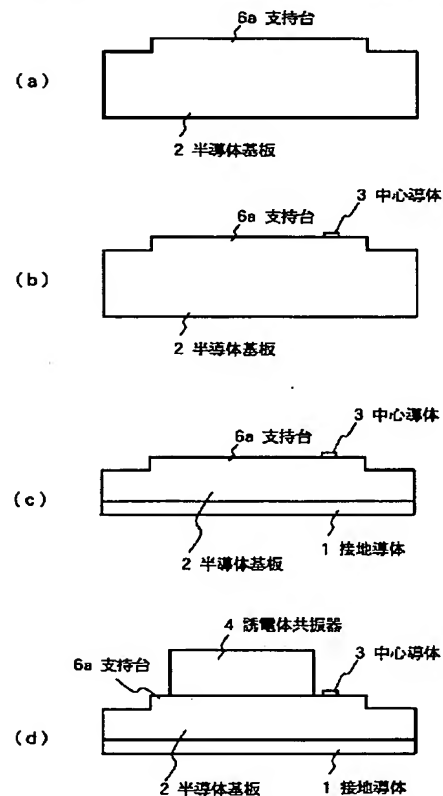 6a 支持台
(a)
2 半導体基板
3 中心導体
6a 支持台
(b)
2 半導体基板
6a 支持台
3 中心導体
(c)
2 半導体基板
1 接地導体
4 誘電体共振器
6a 支持台
3 中心導体
(d)
2 半導体基板
1 接地導体